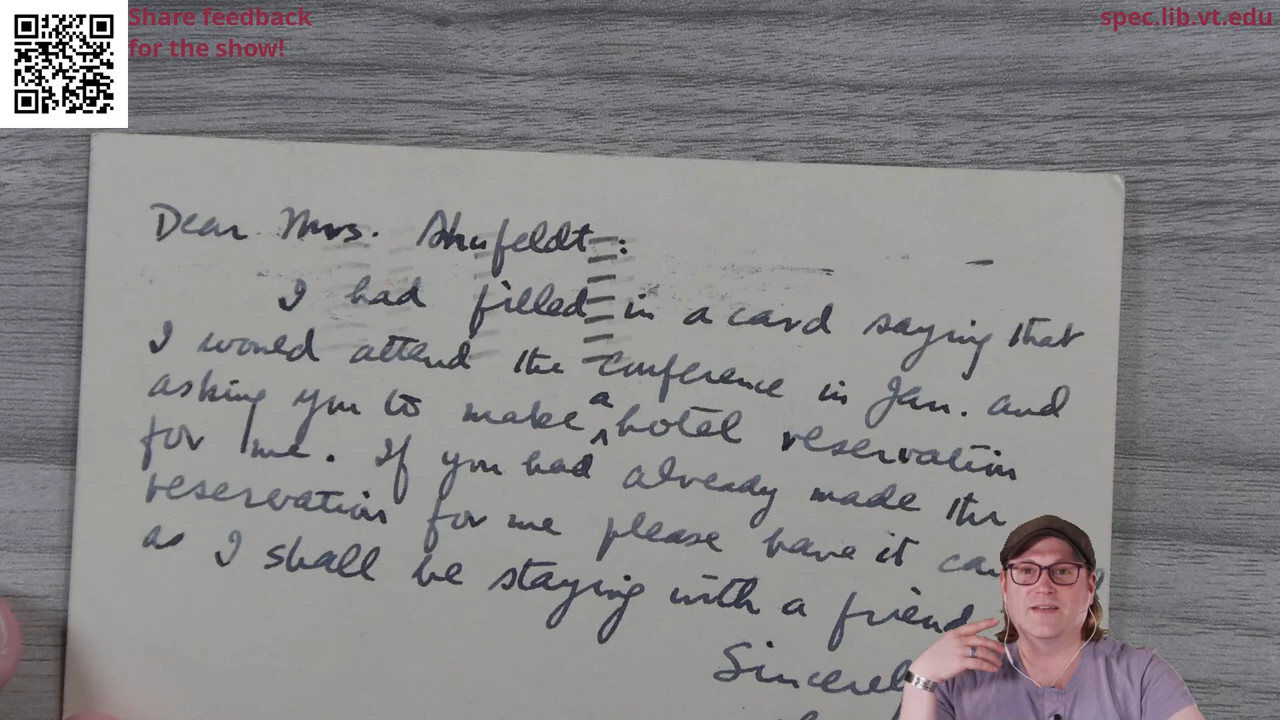 Share feedback
for the show!
spec.lib.vt.edu
Dear Mrs. Shufeldt:
I had filled in a card saying that
I would attend the conference in Jan. and
asking you to make a hotel reservation
for me. If you had already made the
reservation for me please have it
as I shall be staying with a friend